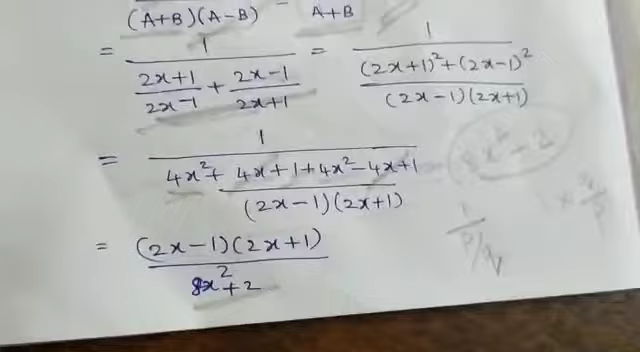 (A+B)(A-B) - A+B
= 1 / ((2x+1)/(2x-1) + (2x-1)/(2x+1)) = 1 / (((2x+1)² + (2x-1)²) / ((2x-1)(2x+1)))
= 1 / ((4x² + 4x + 1 + 4x² - 4x + 1) / ((2x-1)(2x+1)))
= (2x-1)(2x+1) / (8x² + 2)
1 / p/q